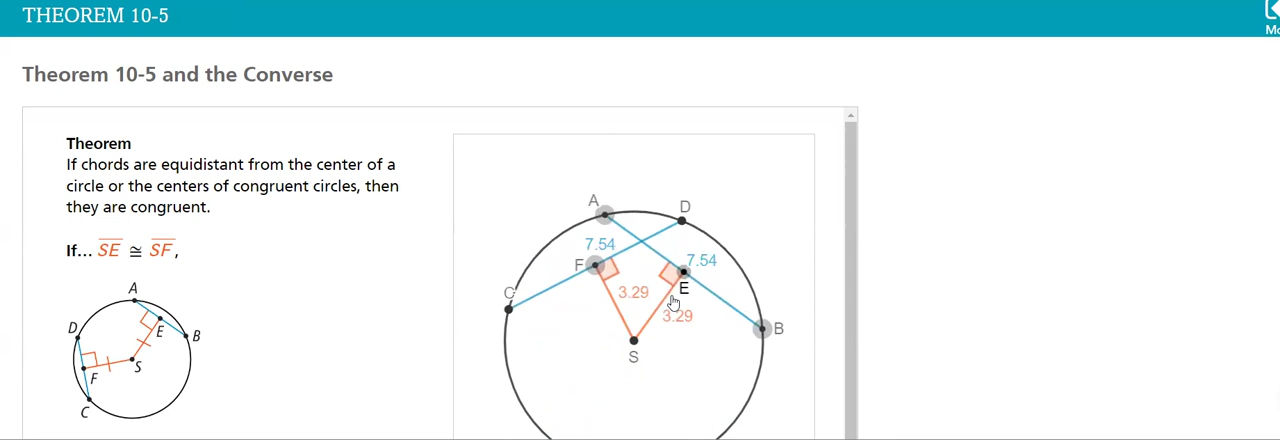 THEOREM 10-5
Theorem 10-5 and the Converse
Theorem
If chords are equidistant from the center of a
circle or the centers of congruent circles, then
they are congruent.
If... SE ≅ SF,
A
D
E
B
S
F
C
A
D
7.54
7.54
F
E
C
3.29
3.29
B
S